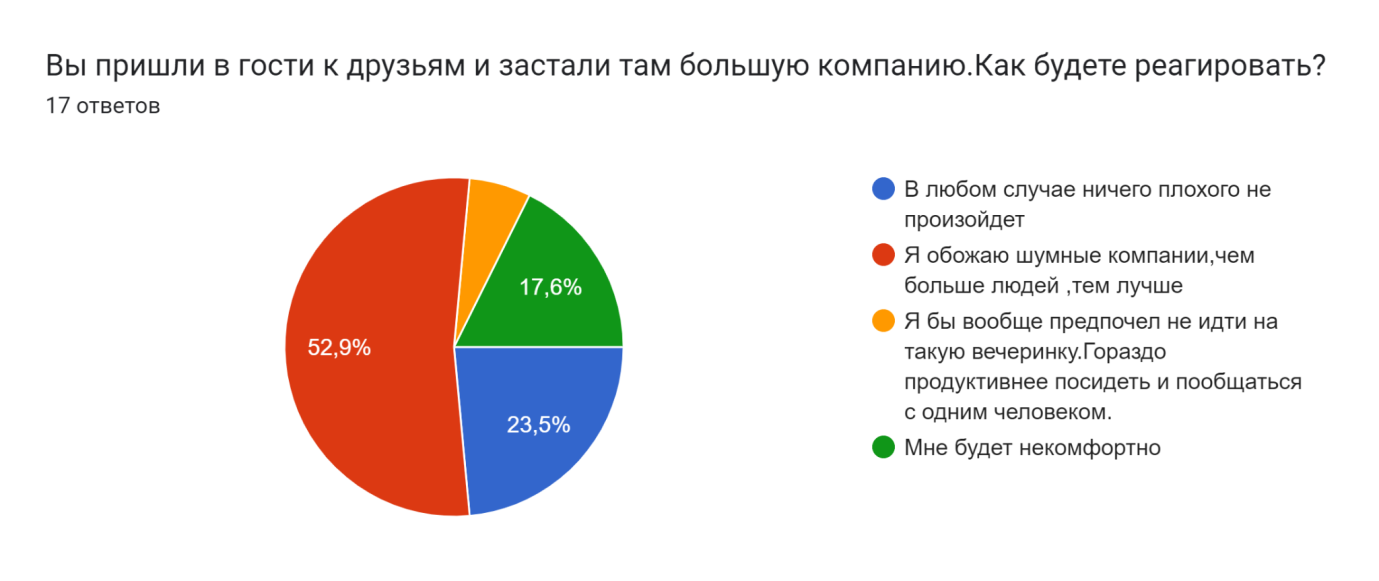 Вы пришли в гости к друзьям и застали там большую компанию.Как будете реагировать?
17 ответов
52,9%
17,6%
23,5%
В любом случае ничего плохого не
произойдет
Я обожаю шумные компании,чем
больше людей ,тем лучше
Я бы вообще предпочел не идти на
такую вечеринку.Гораздо
продуктивнее посидеть и пообщаться
с одним человеком.
Мне будет некомфортно